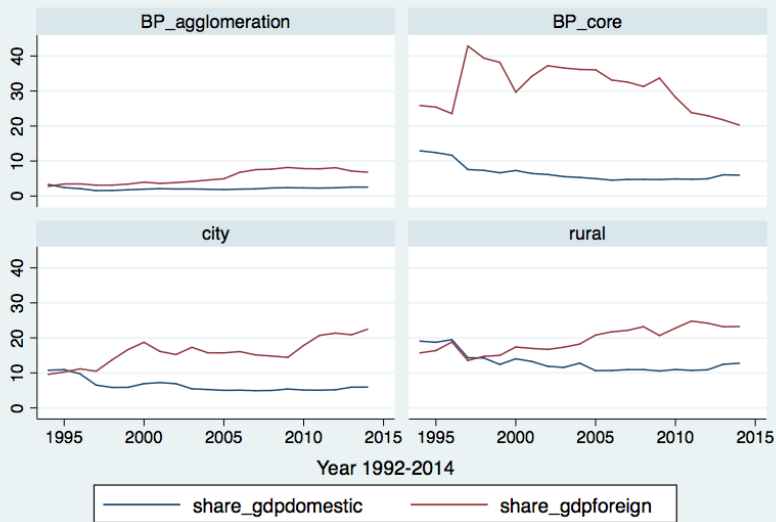 BP_agglomeration BP_core
40
30
20
10
0
city rural
40
30
20
10
0
1995 2000 2005 2010 2015 1995 2000 2005 2010 2015
Year 1992-2014
share_gdpdomestic share_gdpforeign